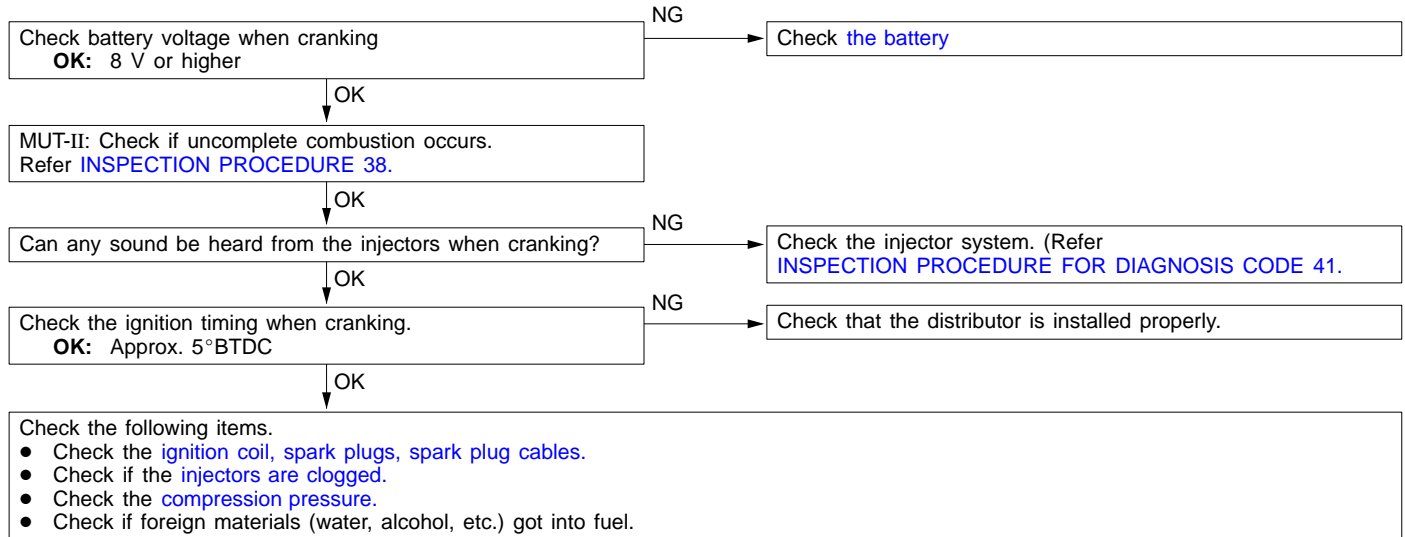 Check battery voltage when cranking
OK: 8 V or higher
NG
Check the battery
OK
MUT-II: Check if uncomplete combustion occurs.
Refer INSPECTION PROCEDURE 38.
OK
Can any sound be heard from the injectors when cranking?
NG
Check the injector system. (Refer
INSPECTION PROCEDURE FOR DIAGNOSIS CODE 41.
OK
Check the ignition timing when cranking.
OK: Approx. 5°BTDC
NG
Check that the distributor is installed properly.
OK
Check the following items.
● Check the ignition coil, spark plugs, spark plug cables.
● Check if the injectors are clogged.
● Check the compression pressure.
● Check if foreign materials (water, alcohol, etc.) got into fuel.